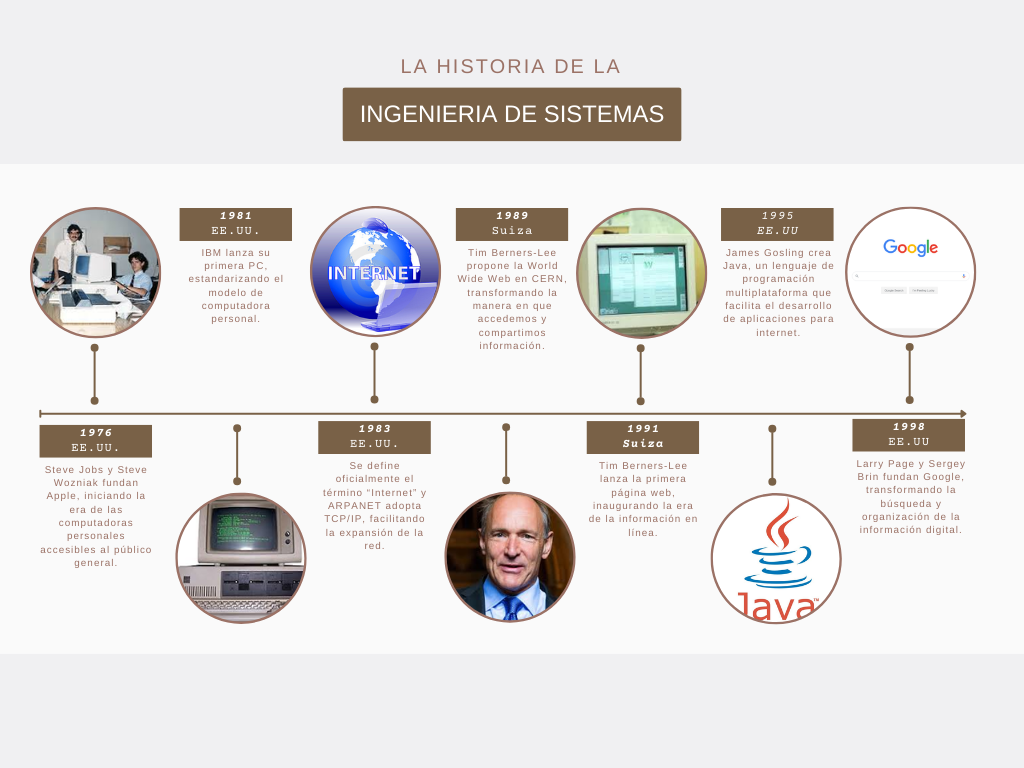 LA HISTORIA DE LA
INGENIERIA DE SISTEMAS
1981
EE.UU.
IBM lanza su
primera PC,
estandarizando el
modelo de
computadora
personal.
INTERNET
1989
Suiza
Tim Berners-Lee
propone la World
Wide Web en CERN,
transformando la
manera en que
accedemos y
compartimos
información.
1995
EE.UU
James Gosling crea
Java, un lenguaje de
programación
multiplataforma que
facilita el desarrollo
de aplicaciones para
internet.
Google
1976
EE.UU.
Steve Jobs y Steve
Wozniak fundan
Apple, iniciando la
era de las
computadoras
personales
accesibles al público
general.
1983
EE.UU.
Se define
oficialmente el
término “Internet” y
ARPANET adopta
TCP/IP, facilitando
la expansión de la
red.
1991
Suiza
Tim Berners-Lee
lanza la primera
página web,
inaugurando la era
de la información en
línea.
Java™
1998
EE.UU
Larry Page y Sergey
Brin fundan Google,
transformando la
búsqueda y
organización de la
información digital.